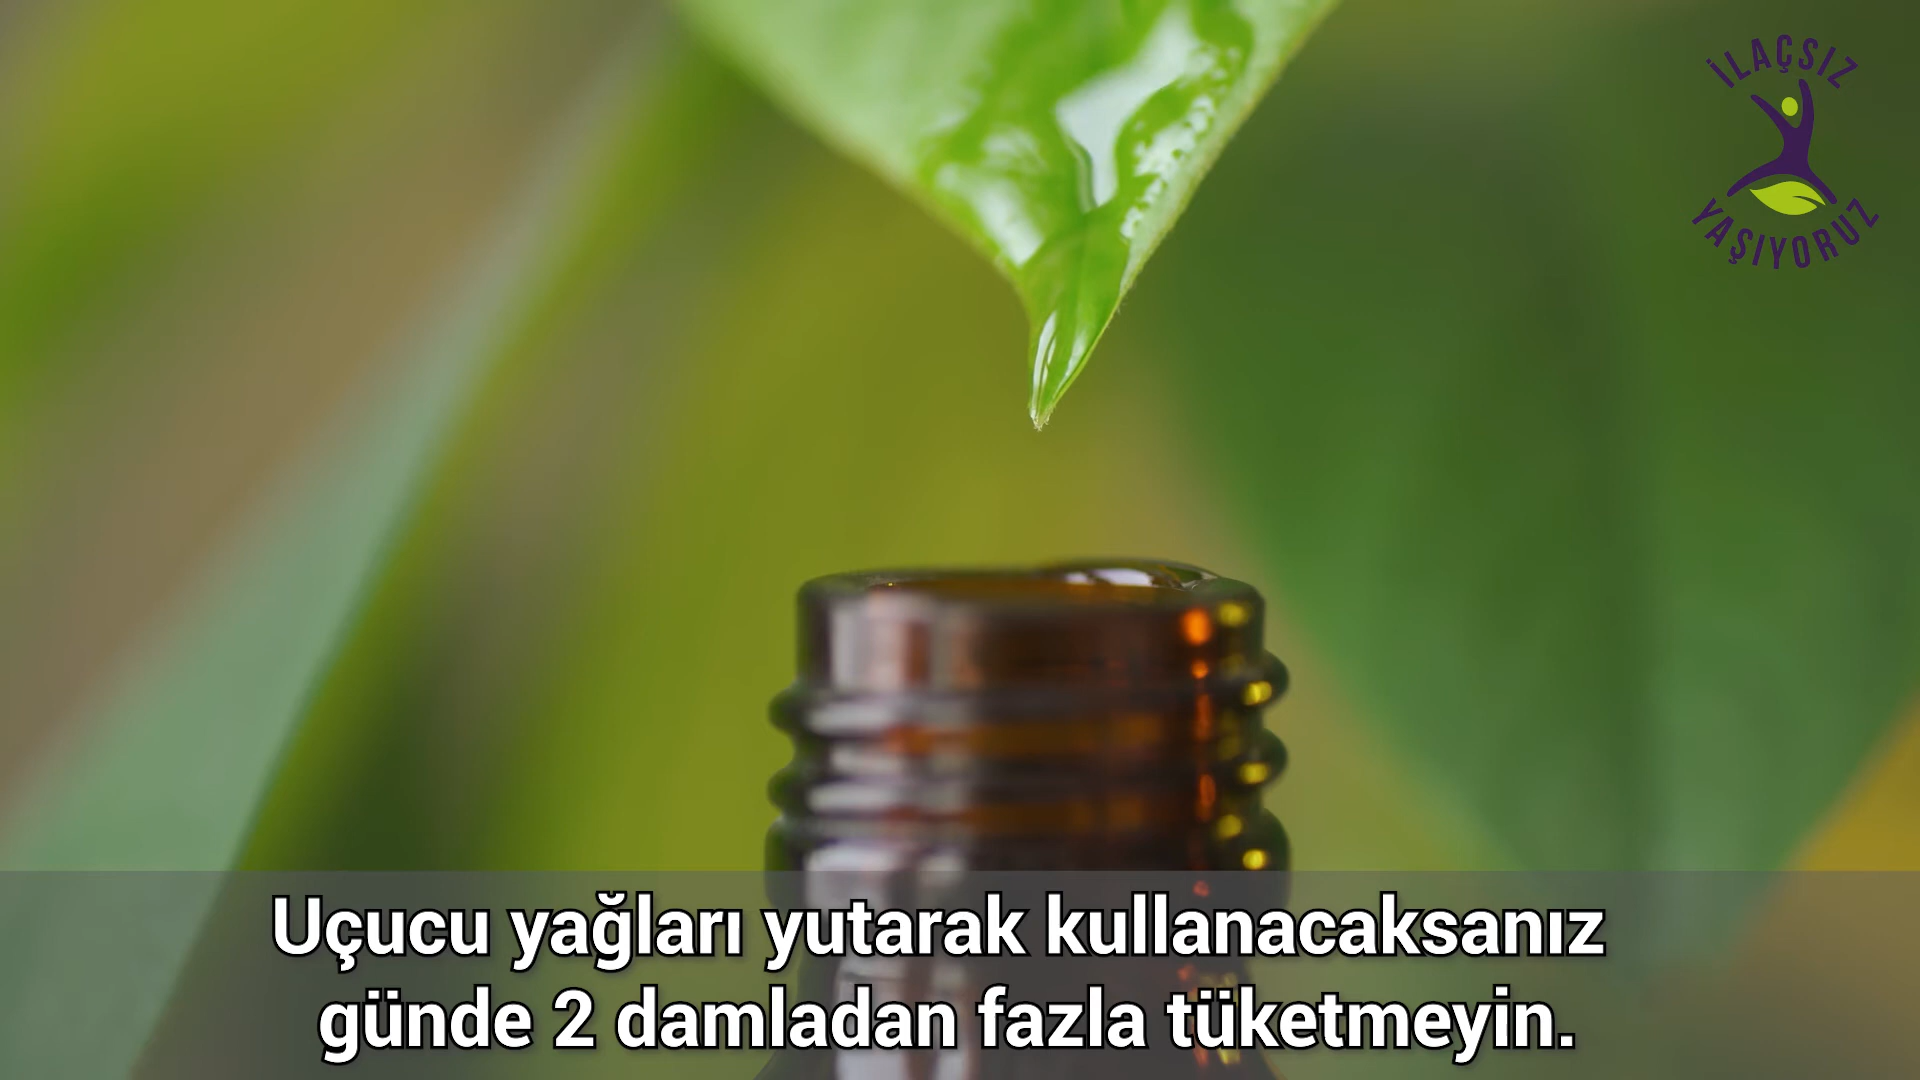 İLAÇSIZ
YAŞIYORUZ
Uçucu yağları yutarak kullanacaksanız
günde 2 damladan fazla tüketmeyin.